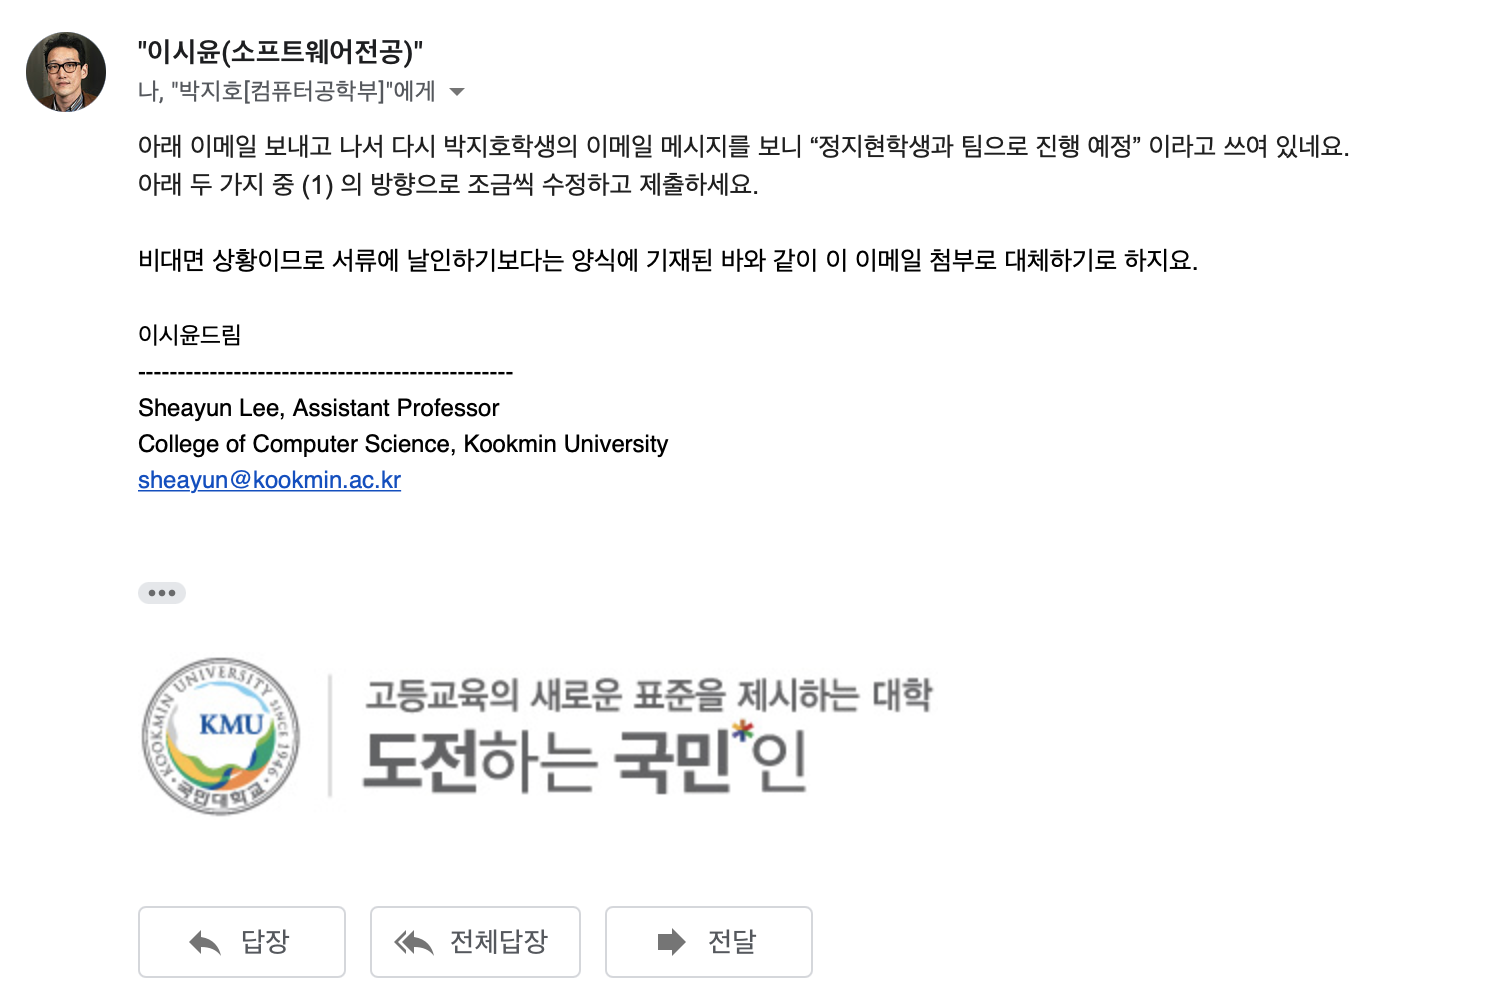 "이시윤(소프트웨어전공)"
나, "박지호[컴퓨터공학부]"에게
아래 이메일 보내고 나서 다시 박지호학생의 이메일 메시지를 보니 “정지현학생과 팀으로 진행 예정” 이라고 쓰여 있네요.
아래 두 가지 중 (1) 의 방향으로 조금씩 수정하고 제출하세요.
비대면 상황이므로 서류에 날인하기보다는 양식에 기재된 바와 같이 이 이메일 첨부로 대체하기로 하지요.
이시윤드림
------------------------------------------------
Sheayun Lee, Assistant Professor
College of Computer Science, Kookmin University
sheayun@kookmin.ac.kr
KOOKMIN UNIVERSITY SINCE 1946
KMU
국민대학교
고등교육의 새로운 표준을 제시하는 대학
도전하는 국민*인
답장
전체답장
전달